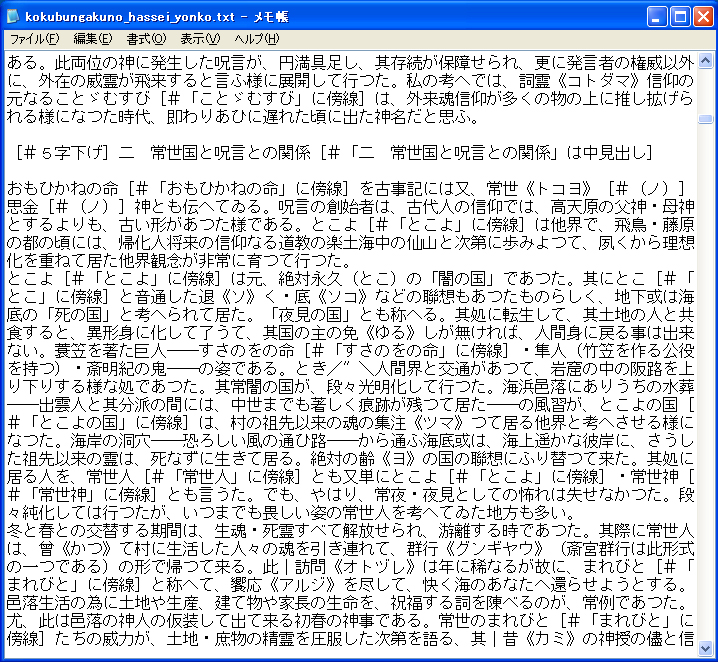 kokubungakuno_hassei_yonko.txt - メモ帳
ファイル(F) 編集(E) 書式(O) 表示(V) ヘルプ(H)
ある。此両位の神に発生した呪言が、円満具足し、其存続が保障せられ、更に発言者の権威以外
に、外在の威霊が飛来すると言ふ様に展開して行つた。私の考へでは、詞霊《コトダマ》信仰の
元なることゞむすび［＃「ことゞむすび」に傍線］は、外来魂信仰が多くの物の上に推し拡げら
れる様になつた時代、即わりあひに遅れた頃に出た神名だと思ふ。
［＃５字下げ］二　常世国と呪言との関係［＃「二　常世国と呪言との関係」は中見出し］
おもひかねの命［＃「おもひかねの命」に傍線］を古事記には又、常世《トコヨ》［＃（ノ）］
思金［＃（ノ）］神とも伝へてゐる。呪言の創始者は、古代人の信仰では、高天原の父神・母神
とするよりも、古い形があつた様である。とこよ［＃「とこよ」に傍線］は他界で、飛鳥・藤原
の都の頃には、帰化人将来の信仰なる道教の楽土海中の仙山と次第に歩みよつて、夙くから理想
化を重ねて居た他界観念が非常に育つて行つた。
とこよ［＃「とこよ」に傍線］は元、絶対永久（とこ）の「闇の国」であつた。其にとこ［＃「
とこ」に傍線］と音通した退《ソ》く・底《ソコ》などの聯想もあつたものらしく、地下或は海
底の「死の国」と考へられて居た。「夜見の国」とも称へる。其処に転生して、其土地の人と共
食すると、異形身に化して了うて、其国の主の免《ゆる》しが無ければ、人間身に戻る事は出来
ない。蓑笠を著た巨人――すさのをの命［＃「すさのをの命」に傍線］・隼人（竹笠を作る公役
を持つ）・斎明紀の鬼――の姿である。とき／″＼人間界と交通があつて、岩窟の中の阪路を上
り下りする様な処であつた。其常闇の国が、段々光明化して行つた。海浜邑落にありうちの水葬
――出雲人と其分派の間には、中世までも著しく痕跡が残つて居た――の風習が、とこよの国［
＃「とこよの国」に傍線］は、村の祖先以来の魂の集注《ツマ》つて居る他界と考へさせる様に
なつた。海岸の洞穴――恐ろしい風の通ひ路――から通ふ海底或は、海上遥かな彼岸に、さうし
た祖先以来の霊は、死なずに生きて居る。絶対の齢《ヨ》の国の聯想にふり替つて来た。其処に
居る人を、常世人［＃「常世人」に傍線］とも又単にとこよ［＃「とこよ」に傍線］・常世神［
＃「常世神」に傍線］とも言うた。でも、やはり、常夜・夜見としての怖れは失せなかつた。段
々純化しては行つたが、いつまでも畏しい姿の常世人を考へてゐた地方も多い。
冬と春との交替する期間は、生魂・死霊すべて解放せられ、游離する時であつた。其際に常世人
は、曾《かつ》て村に生活した人々の魂を引き連れて、群行《グンギヤウ》（斎宮群行は此形式
の一つである）の形で帰つて来る。此｜訪問《オトヅレ》は年に稀なるが故に、まれびと［＃「
まれびと」に傍線］と称へて、饗応《アルジ》を尽して、快く海のあなたへ還らせようとする。
邑落生活の為に土地や生産、建て物や家長の生命を、祝福する詞を陳べるのが、常例であつた。
尤、此は邑落の神人の仮装して出て来る初春の神事である。常世のまれびと［＃「まれびと」に
傍線］たちの威力が、土地・庶物の精霊を圧服した次第を語る、其｜昔《カミ》の神授の儘と信